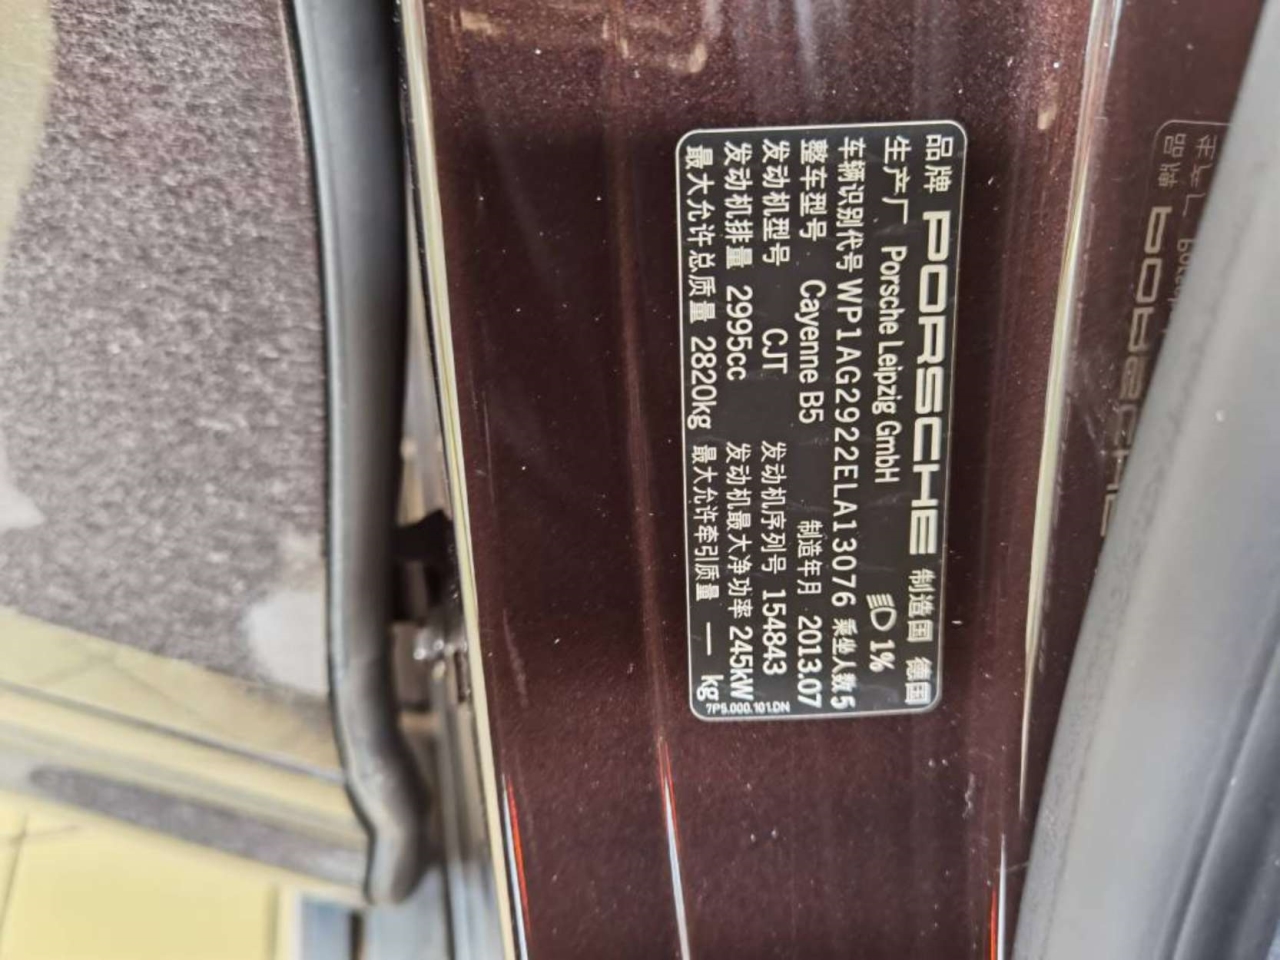 品牌 PORSCHE 制造国 德国
生产厂 Porsche Leipzig GmbH 1%
车辆识别代号 WP1AG2922ELA13076 乘坐人数 5
整车型号 Cayenne B5 制造年月 2013.07
发动机型号 CJT 发动机序列号 154843
发动机排量 2995cc 发动机最大净功率 245kW
最大允许总质量 2820kg 最大允许牵引质量 — kg
7P5.000.101.DN